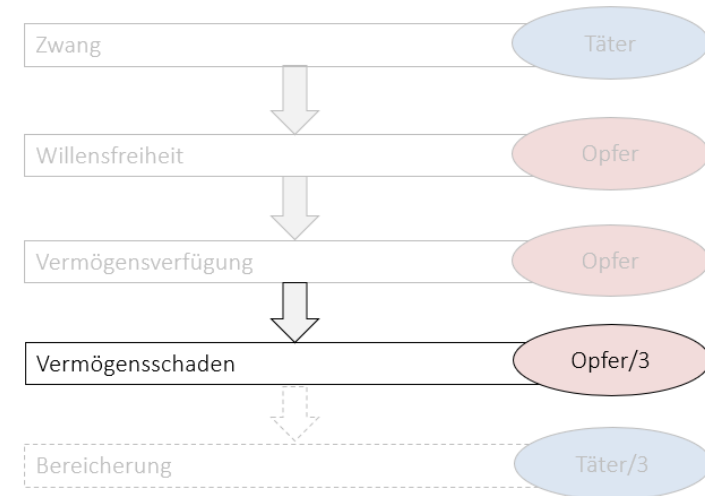 Zwang Täter
Willensfreiheit Opfer
Vermögensverfügung Opfer
Vermögensschaden Opfer/3
Bereicherung Täter/3